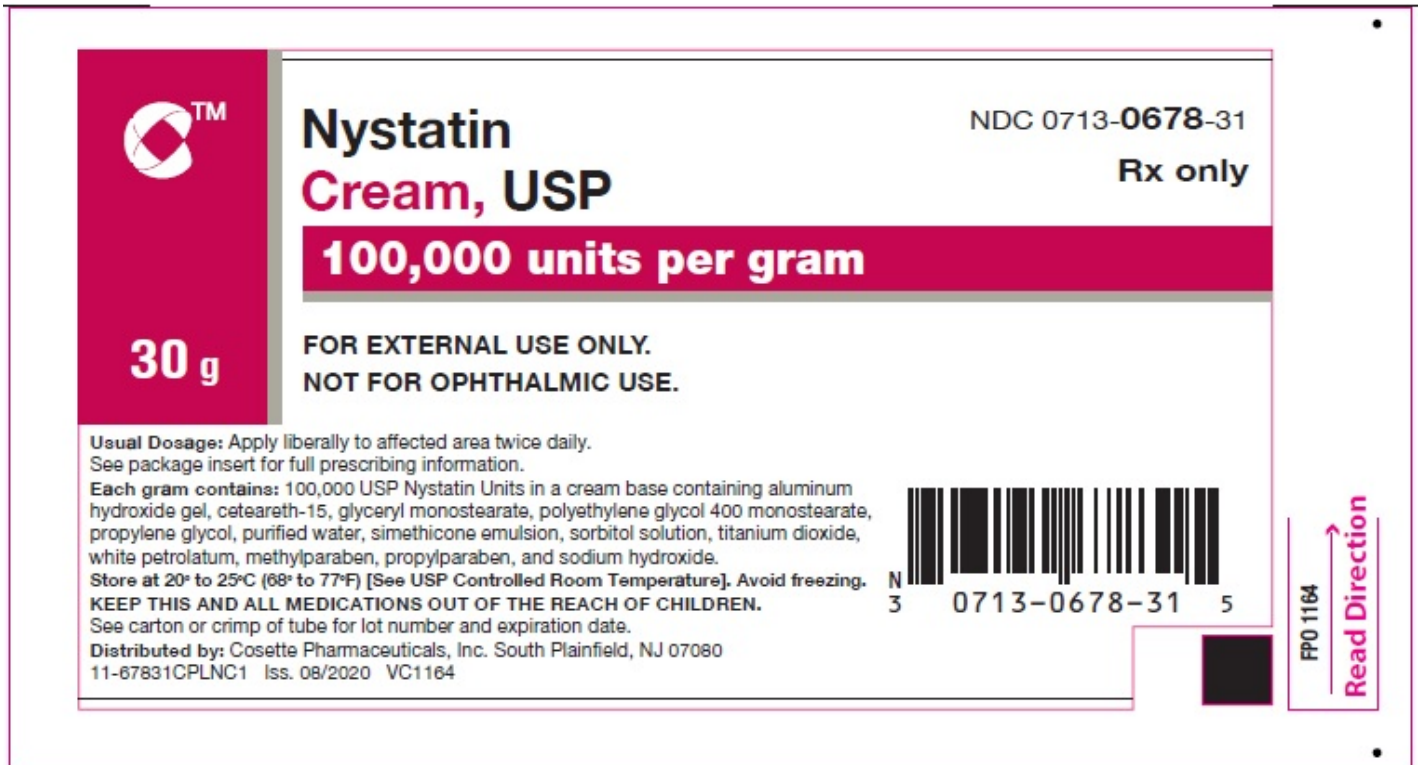 TM
Nystatin
Cream, USP
NDC 0713-0678-31
Rx only
100,000 units per gram
30 g
FOR EXTERNAL USE ONLY.
NOT FOR OPHTHALMIC USE.
Usual Dosage: Apply liberally to affected area twice daily.
See package insert for full prescribing information.
Each gram contains: 100,000 USP Nystatin Units in a cream base containing aluminum
hydroxide gel, ceteareth-15, glyceryl monostearate, polyethylene glycol 400 monostearate,
propylene glycol, purified water, simethicone emulsion, sorbitol solution, titanium dioxide,
white petrolatum, methylparaben, propylparaben, and sodium hydroxide.
Store at 20º to 25ºC (68º to 77ºF) [See USP Controlled Room Temperature]. Avoid freezing.
KEEP THIS AND ALL MEDICATIONS OUT OF THE REACH OF CHILDREN.
See carton or crimp of tube for lot number and expiration date.
Distributed by: Cosette Pharmaceuticals, Inc. South Plainfield, NJ 07080
11-67831CPLNC1 Iss. 08/2020 VC1164
N
3 0713-0678-31 5
FPO 1164
Read Direction